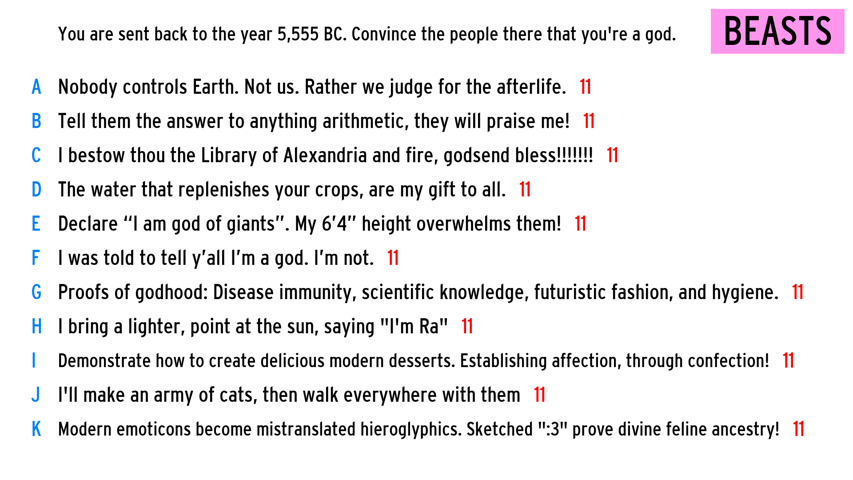 You are sent back to the year 5,555 BC. Convince the people there that you're a god.
BEASTS
A Nobody controls Earth. Not us. Rather we judge for the afterlife. 11
B Tell them the answer to anything arithmetic, they will praise me! 11
C I bestow thou the Library of Alexandria and fire, godsend bless!!!!!!! 11
D The water that replenishes your crops, are my gift to all. 11
E Declare “I am god of giants”. My 6’4” height overwhelms them! 11
F I was told to tell y’all I’m a god. I’m not. 11
G Proofs of godhood: Disease immunity, scientific knowledge, futuristic fashion, and hygiene. 11
H I bring a lighter, point at the sun, saying "I'm Ra" 11
I Demonstrate how to create delicious modern desserts. Establishing affection, through confection! 11
J I'll make an army of cats, then walk everywhere with them 11
K Modern emoticons become mistranslated hieroglyphics. Sketched ":3" prove divine feline ancestry! 11